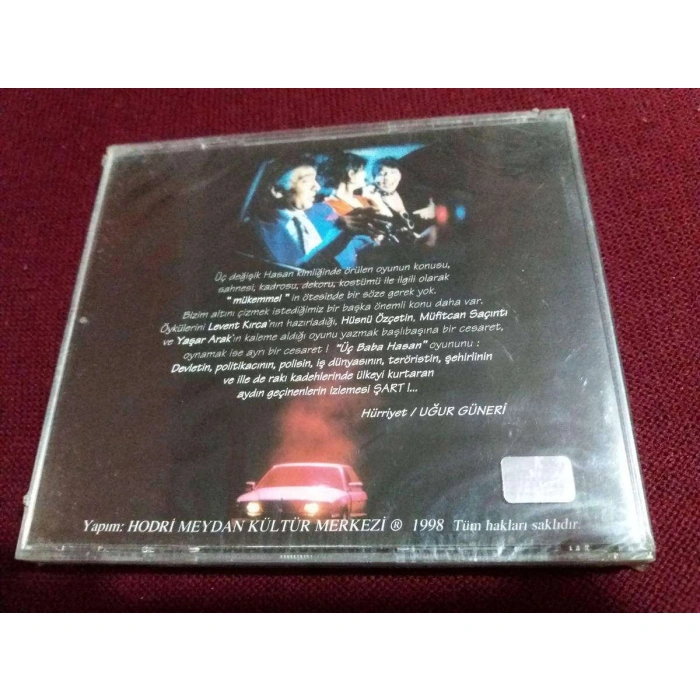 Üç değişik Hasan kimliğinde örülen oyunun konusu,
sahnesi, kadrosu, dekoru, kostümü ile ilgili olarak
" mükemmel " in ötesinde bir söze gerek yok.
Bizim altını çizmek istediğimiz bir başka önemli konu daha var.
Öykülerini Levent Kırca'nın hazırladığı, Hüsnü Özçetin, Müfitcan Saçıntı
ve Yaşar Arak'ın kaleme aldığı oyunu yazmak başlıbaşına bir cesaret,
oynamak ise ayrı bir cesaret ! " Üç Baba Hasan" oyununu :
Devletin, politikacının, polisin, iş dünyasının, teröristin, şehirlinin
ve ille de rakı kadehlerinde ülkeyi kurtaran
aydın geçinenlerin izlemesi ŞART !...
Hürriyet / UĞUR GÜNERİ
Yapım: HODRİ MEYDAN KÜLTÜR MERKEZİ ® 1998 Tüm hakları saklıdır.